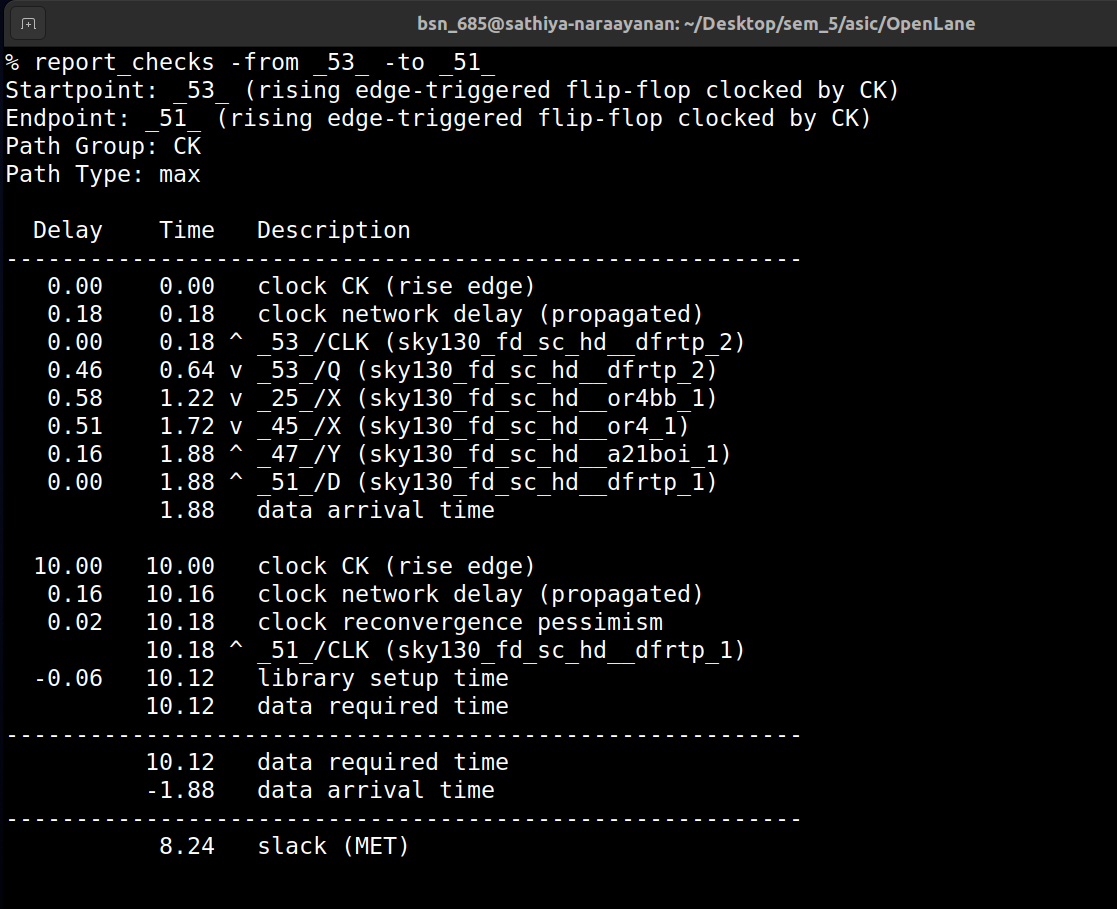 bsn_685@sathiya-naraayanan: ~/Desktop/sem_5/asic/OpenLane
% report_checks -from _53_ -to _51_
Startpoint: _53_ (rising edge-triggered flip-flop clocked by CK)
Endpoint: _51_ (rising edge-triggered flip-flop clocked by CK)
Path Group: CK
Path Type: max

  Delay    Time   Description
---------------------------------------------------------
   0.00    0.00   clock CK (rise edge)
   0.18    0.18   clock network delay (propagated)
   0.00    0.18 ^ _53_/CLK (sky130_fd_sc_hd__dfrtp_2)
   0.46    0.64 v _53_/Q (sky130_fd_sc_hd__dfrtp_2)
   0.58    1.22 v _25_/X (sky130_fd_sc_hd__or4bb_1)
   0.51    1.72 v _45_/X (sky130_fd_sc_hd__or4_1)
   0.16    1.88 ^ _47_/Y (sky130_fd_sc_hd__a21boi_1)
   0.00    1.88 ^ _51_/D (sky130_fd_sc_hd__dfrtp_1)
           1.88   data arrival time

  10.00   10.00   clock CK (rise edge)
   0.16   10.16   clock network delay (propagated)
   0.02   10.18   clock reconvergence pessimism
          10.18 ^ _51_/CLK (sky130_fd_sc_hd__dfrtp_1)
  -0.06   10.12   library setup time
          10.12   data required time
---------------------------------------------------------
          10.12   data required time
          -1.88   data arrival time
---------------------------------------------------------
           8.24   slack (MET)